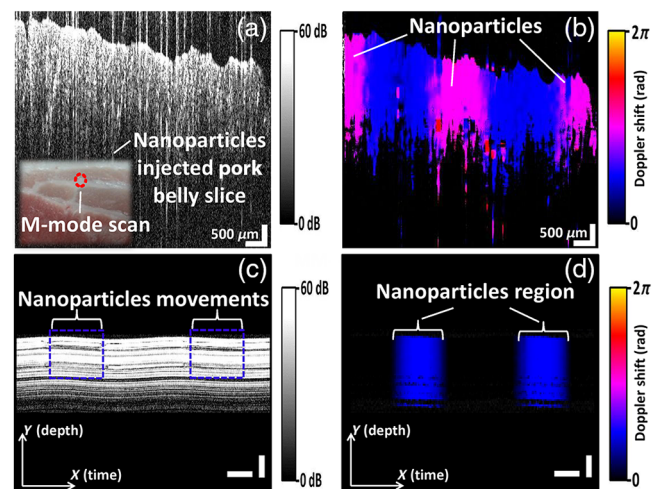 (a)
60 dB
0 dB
Nanoparticles
injected pork
belly slice
M-mode scan
500 μm
(b)
Nanoparticles
2π
Doppler shift (rad)
0
500 μm
(c)
60 dB
0 dB
Nanoparticles movements
Y (depth)
X (time)
(d)
Nanoparticles region
2π
Doppler shift (rad)
0
Y (depth)
X (time)